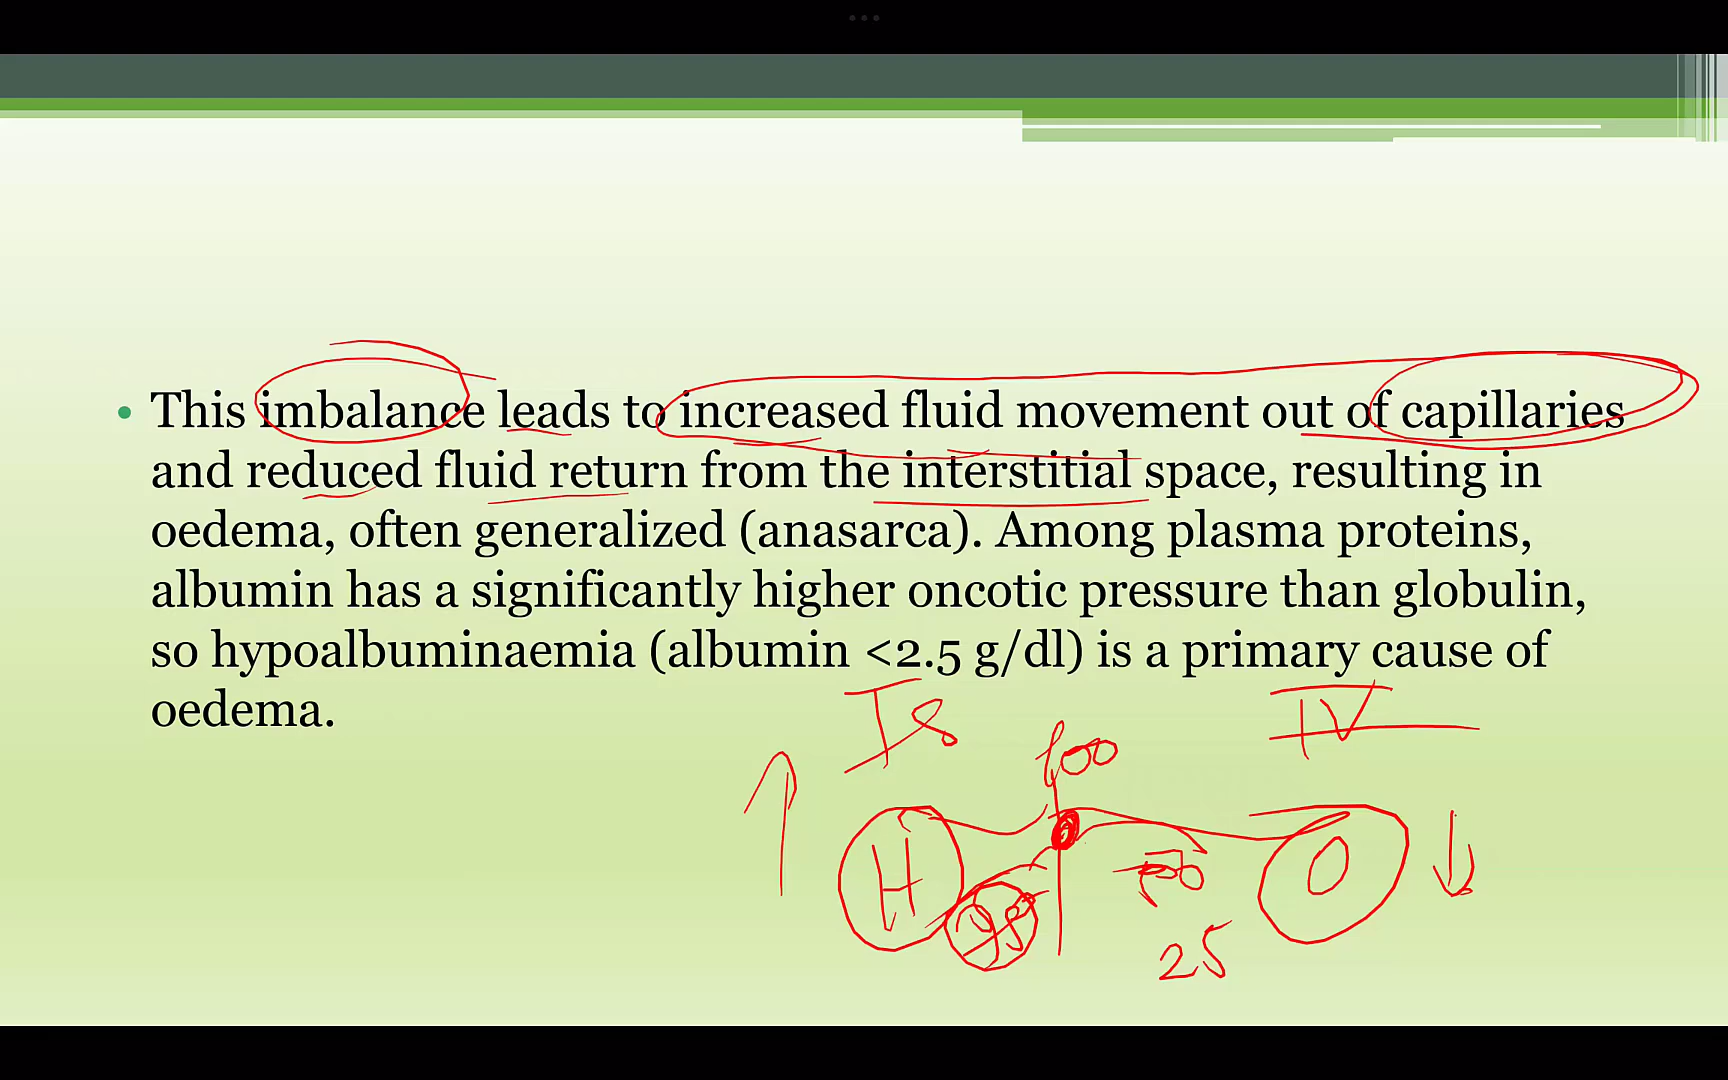 This imbalance leads to increased fluid movement out of capillaries
and reduced fluid return from the interstitial space, resulting in
oedema, often generalized (anasarca). Among plasma proteins,
albumin has a significantly higher oncotic pressure than globulin,
so hypoalbuminaemia (albumin <2.5 g/dl) is a primary cause of
oedema.
IS IV
100
H O
25